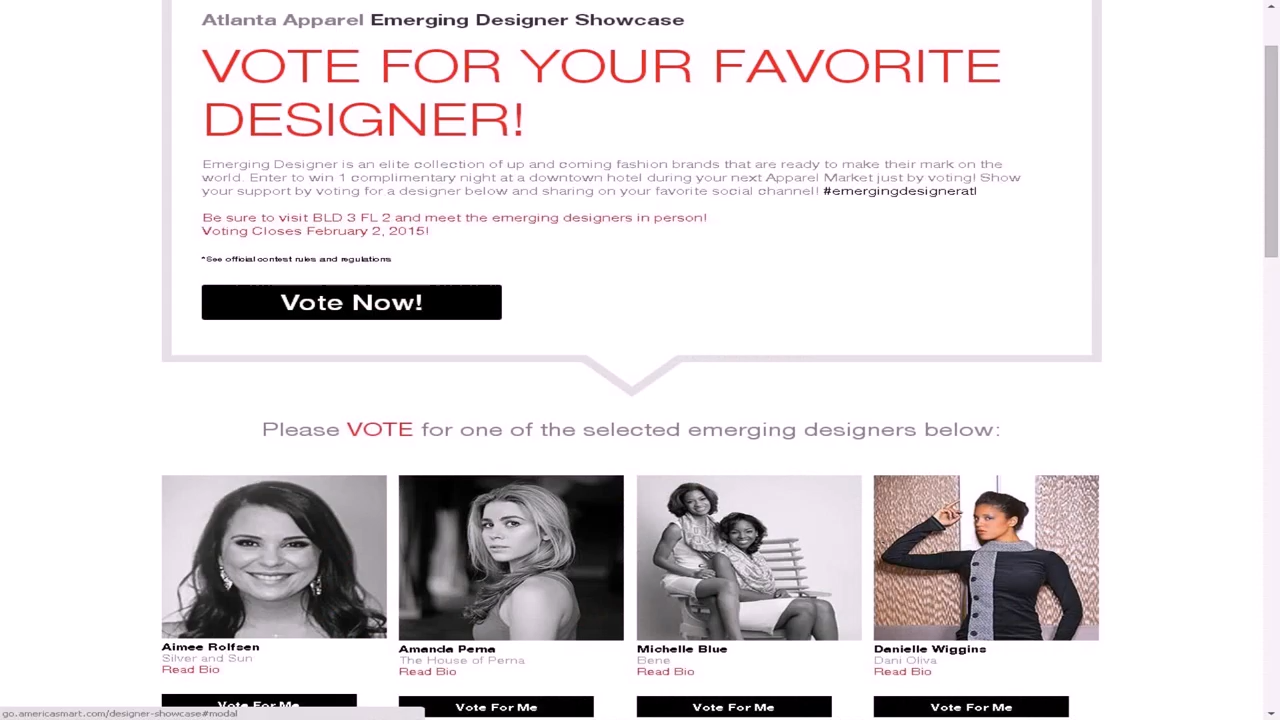 Atlanta Apparel Emerging Designer Showcase
VOTE FOR YOUR FAVORITE
DESIGNER!
Emerging Designer is an elite collection of up and coming fashion brands that are ready to make their mark on the
world. Enter to win 1 complimentary night at a downtown hotel during your next Apparel Market just by voting! Show
your support by voting for a designer below and sharing on your favorite social channel! #emergingdesigneratl
Be sure to visit BLD 3 FL 2 and meet the emerging designers in person!
Voting Closes February 2, 2015!
*See official contest rules and regulations
Vote Now!
Please VOTE for one of the selected emerging designers below:
Aimee Rolfsen
Silver and Sun
Read Bio
Vote For Me
Amanda Perna
The House of Perna
Read Bio
Vote For Me
Michelle Blue
Bene
Read Bio
Vote For Me
Danielle Wiggins
Dani Oliva
Read Bio
Vote For Me
go.americasmart.com/designer-showcase#modal